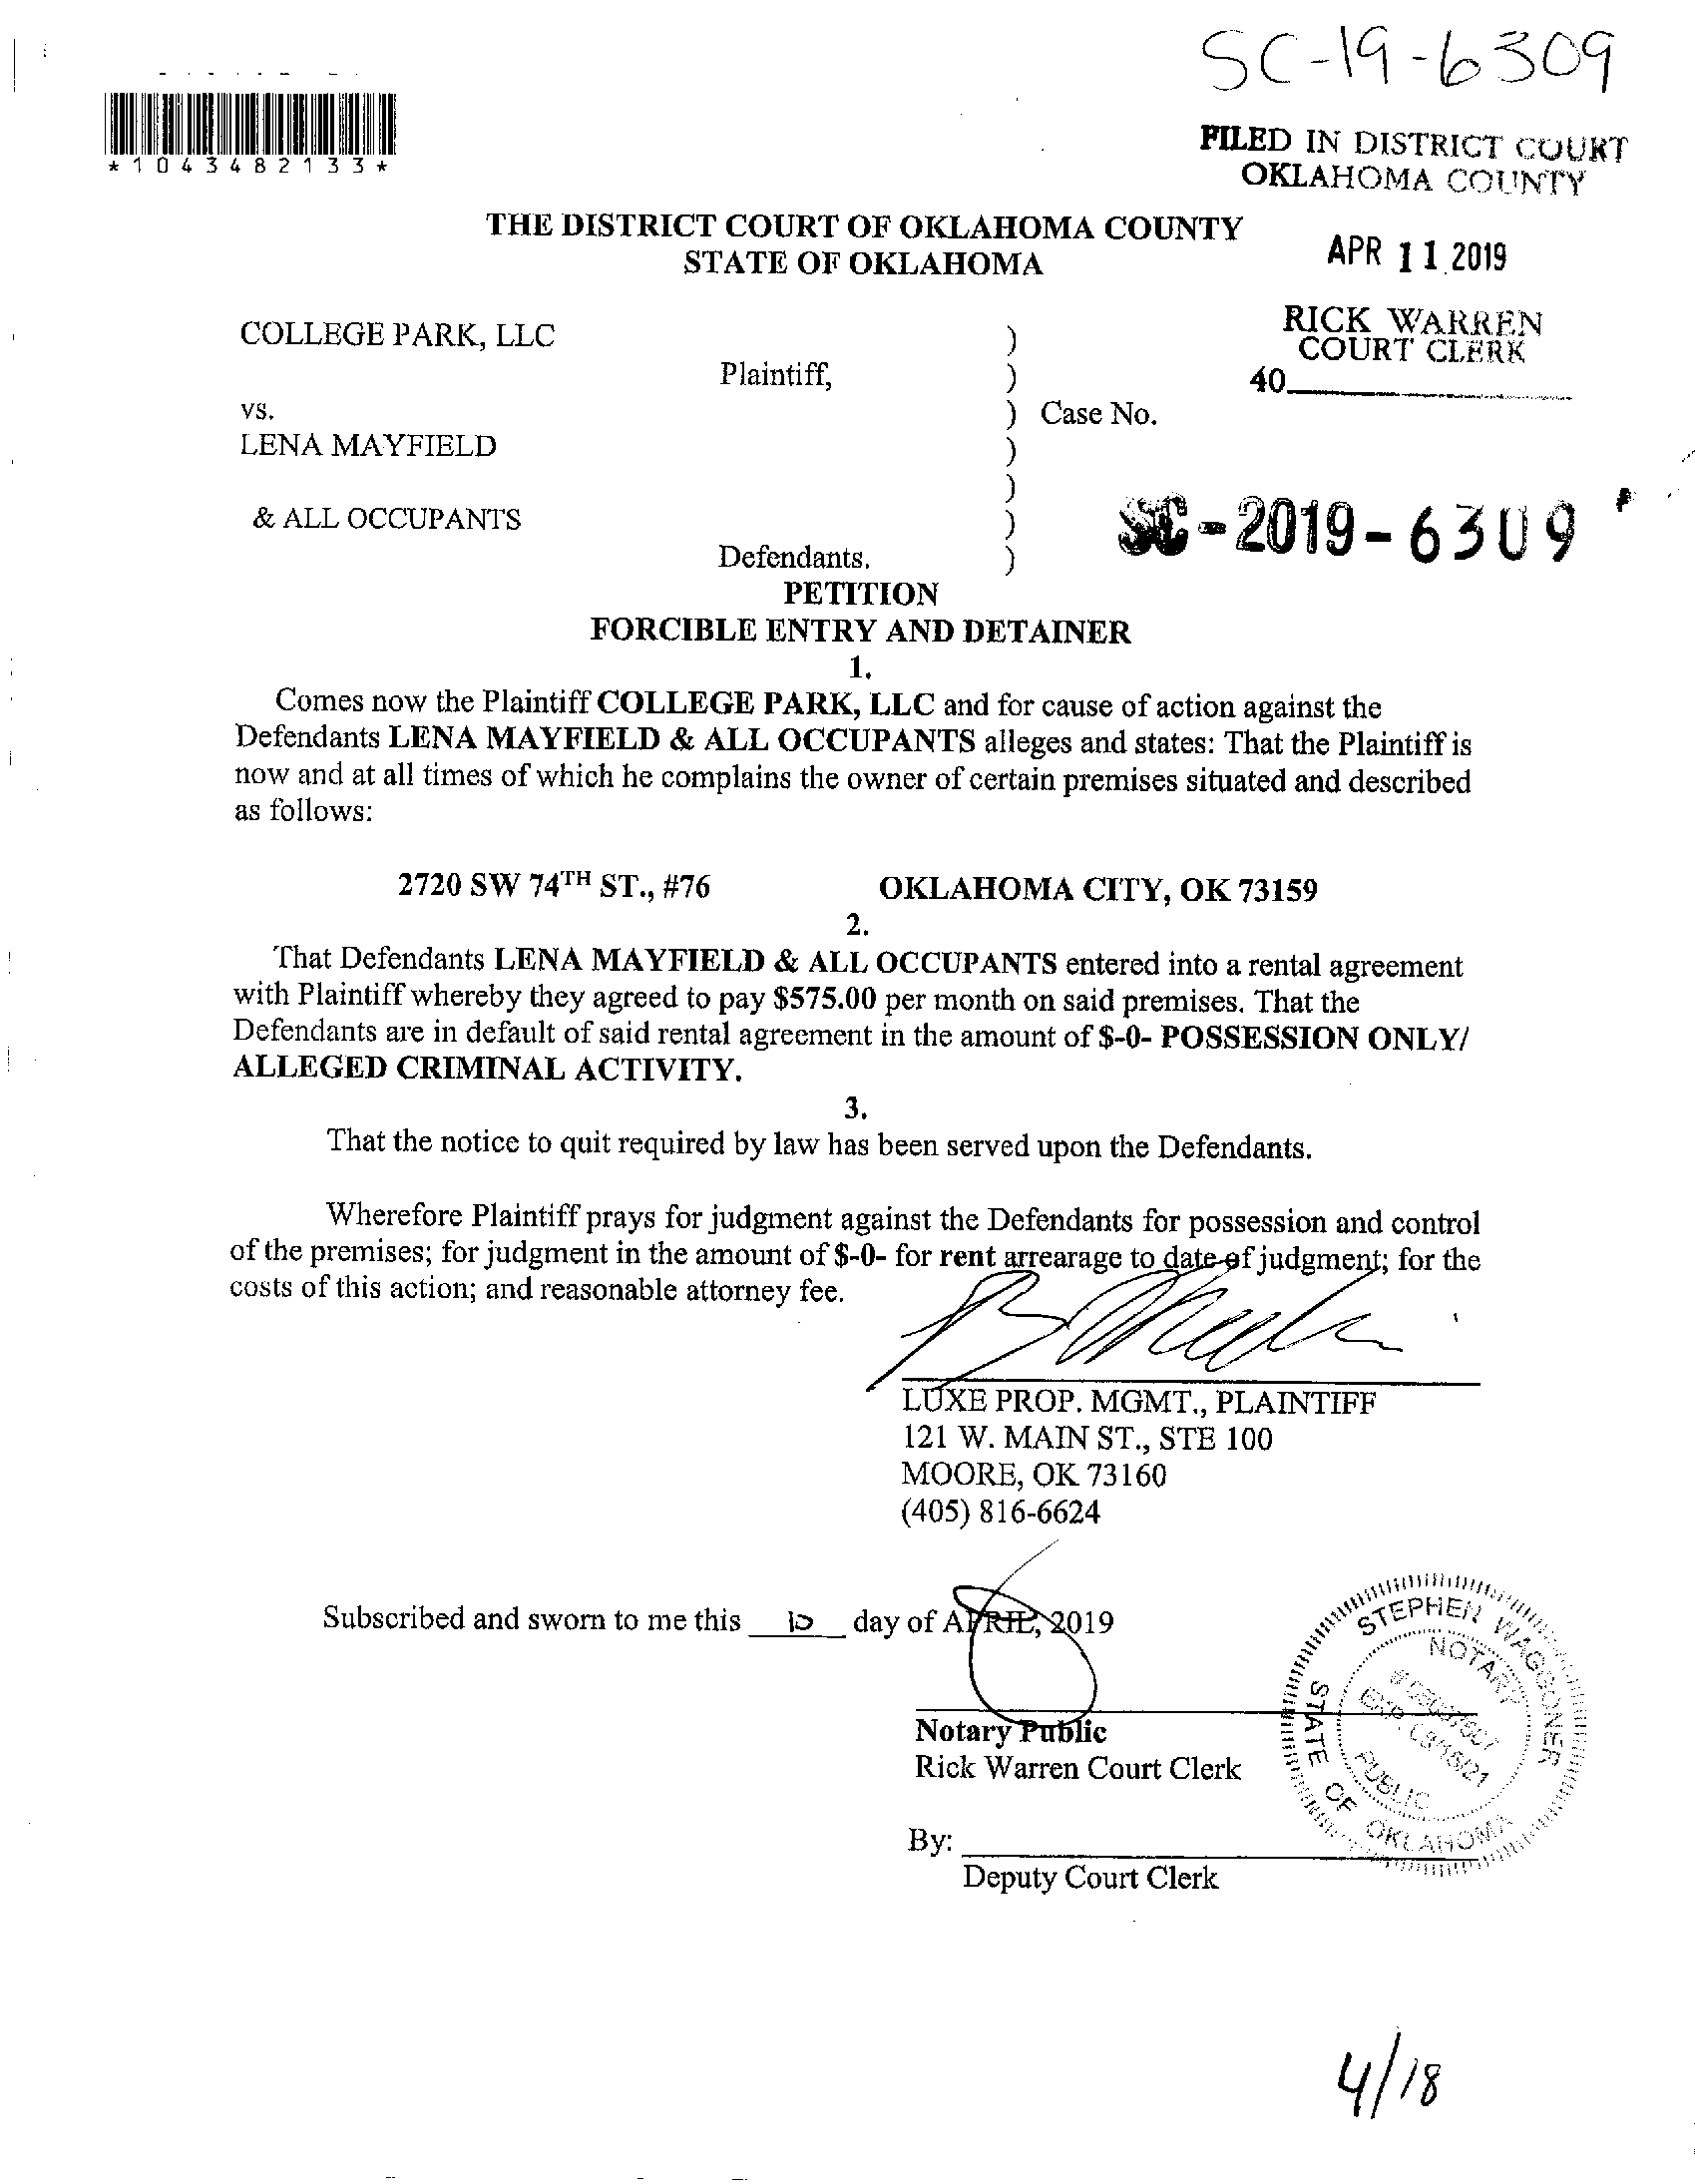 SC-19-6309
*1043482133*
FILED IN DISTRICT COURT
OKLAHOMA COUNTY
THE DISTRICT COURT OF OKLAHOMA COUNTY
STATE OF OKLAHOMA
APR 11 2019
RICK WARREN
COURT CLERK
40
COLLEGE PARK, LLC )
Plaintiff, )
vs. ) Case No.
LENA MAYFIELD )
)
& ALL OCCUPANTS )
SC-2019-6309
Defendants. )
PETITION
FORCIBLE ENTRY AND DETAINER
1.
Comes now the Plaintiff COLLEGE PARK, LLC and for cause of action against the
Defendants LENA MAYFIELD & ALL OCCUPANTS alleges and states: That the Plaintiff is
now and at all times of which he complains the owner of certain premises situated and described
as follows:
2720 SW 74TH ST., #76 OKLAHOMA CITY, OK 73159
2.
That Defendants LENA MAYFIELD & ALL OCCUPANTS entered into a rental agreement
with Plaintiff whereby they agreed to pay $575.00 per month on said premises. That the
Defendants are in default of said rental agreement in the amount of $-0- POSSESSION ONLY/
ALLEGED CRIMINAL ACTIVITY.
3.
That the notice to quit required by law has been served upon the Defendants.
Wherefore Plaintiff prays for judgment against the Defendants for possession and control
of the premises; for judgment in the amount of $-0- for rent arrearage to date of judgment; for the
costs of this action; and reasonable attorney fee.
LUXE PROP. MGMT., PLAINTIFF
121 W. MAIN ST., STE 100
MOORE, OK 73160
(405) 816-6624
Subscribed and sworn to me this day of APRIL, 2019
STEPHEN WAGGONER
NOTARY
EXP. 
PUBLIC
STATE OF OKLAHOMA
Notary Public
Rick Warren Court Clerk
By:
Deputy Court Clerk
4/18